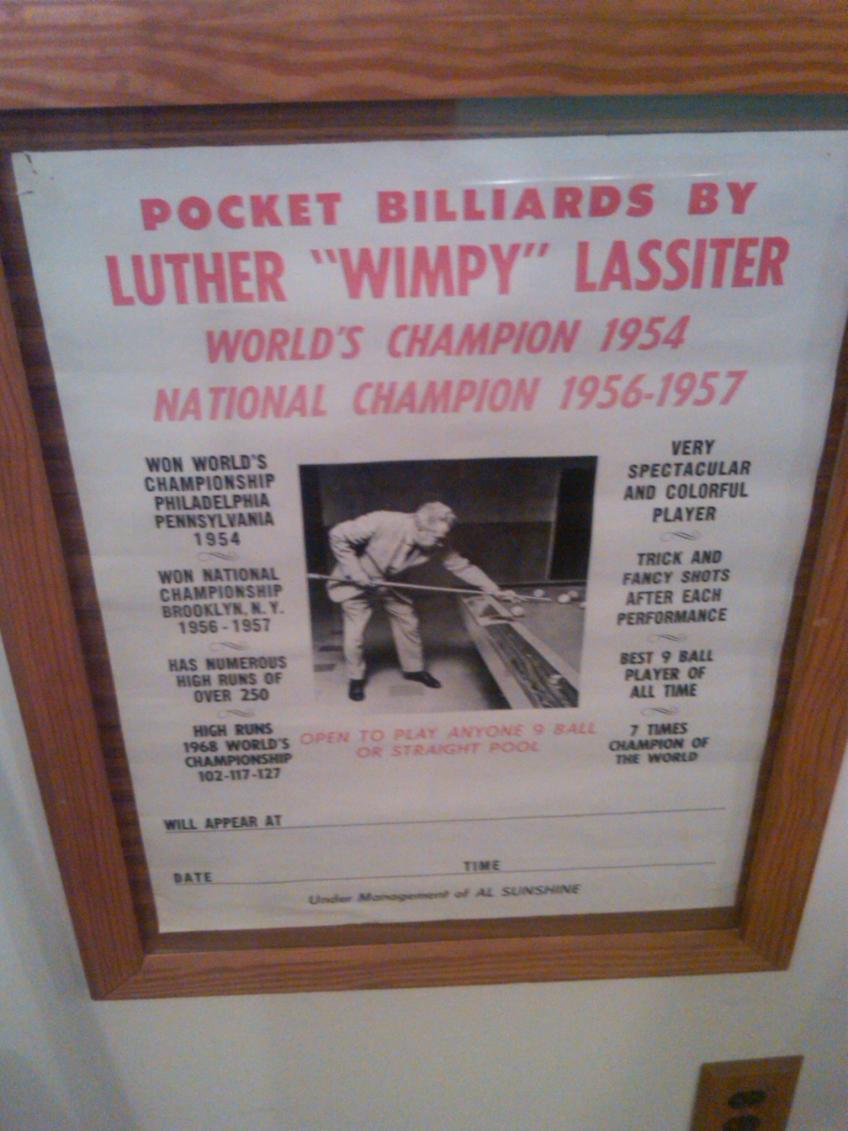 POCKET BILLIARDS BY
LUTHER "WIMPY" LASSITER
WORLD'S CHAMPION 1954
NATIONAL CHAMPION 1956-1957
WON WORLD'S
CHAMPIONSHIP
PHILADELPHIA
PENNSYLVANIA
1954
WON NATIONAL
CHAMPIONSHIP
BROOKLYN, N. Y.
1956 - 1957
HAS NUMEROUS
HIGH RUNS OF
OVER 250
HIGH RUNS
1968 WORLD'S
CHAMPIONSHIP
102-117-127
VERY
SPECTACULAR
AND COLORFUL
PLAYER
TRICK AND
FANCY SHOTS
AFTER EACH
PERFORMANCE
BEST 9 BALL
PLAYER OF
ALL TIME
7 TIMES
CHAMPION OF
THE WORLD
OPEN TO PLAY ANYONE 9 BALL
OR STRAIGHT POOL
WILL APPEAR AT
DATE TIME
Under Management of AL SUNSHINE